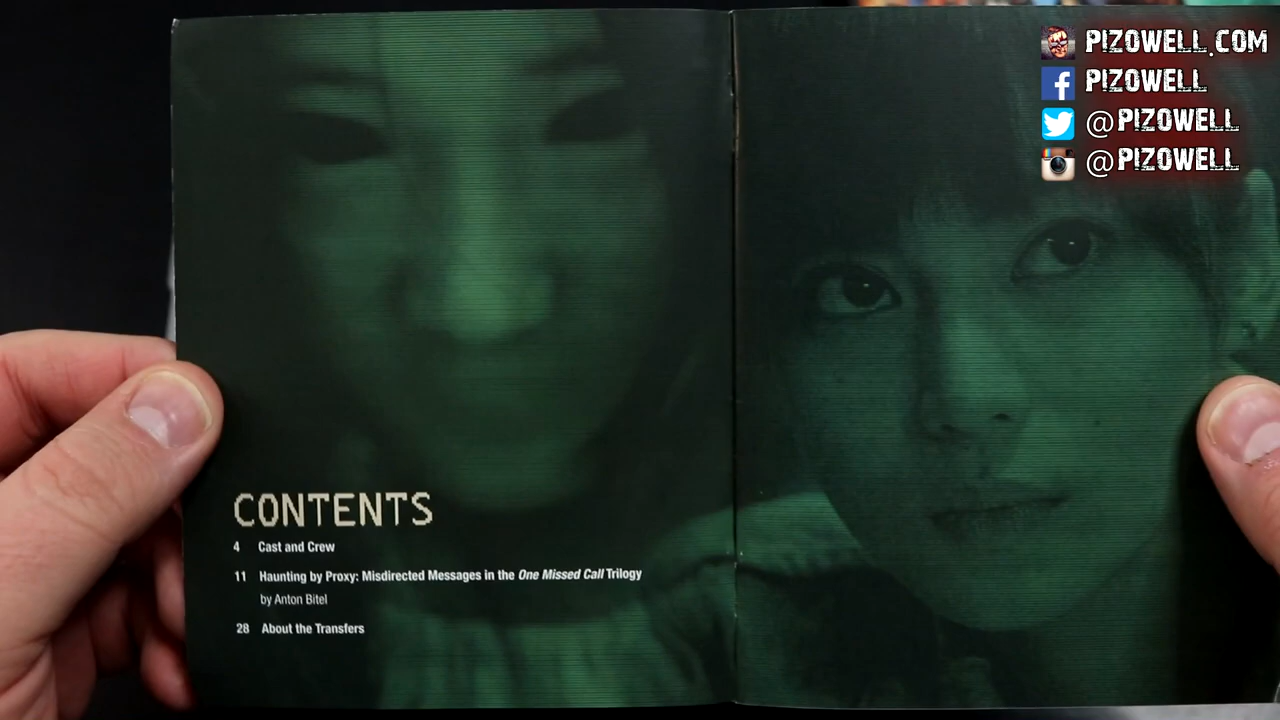 PIZOWELL.COM
PIZOWELL
@PIZOWELL
@PIZOWELL
CONTENTS
4 Cast and Crew
11 Haunting by Proxy: Misdirected Messages in the One Missed Call Trilogy
by Anton Bitel
28 About the Transfers